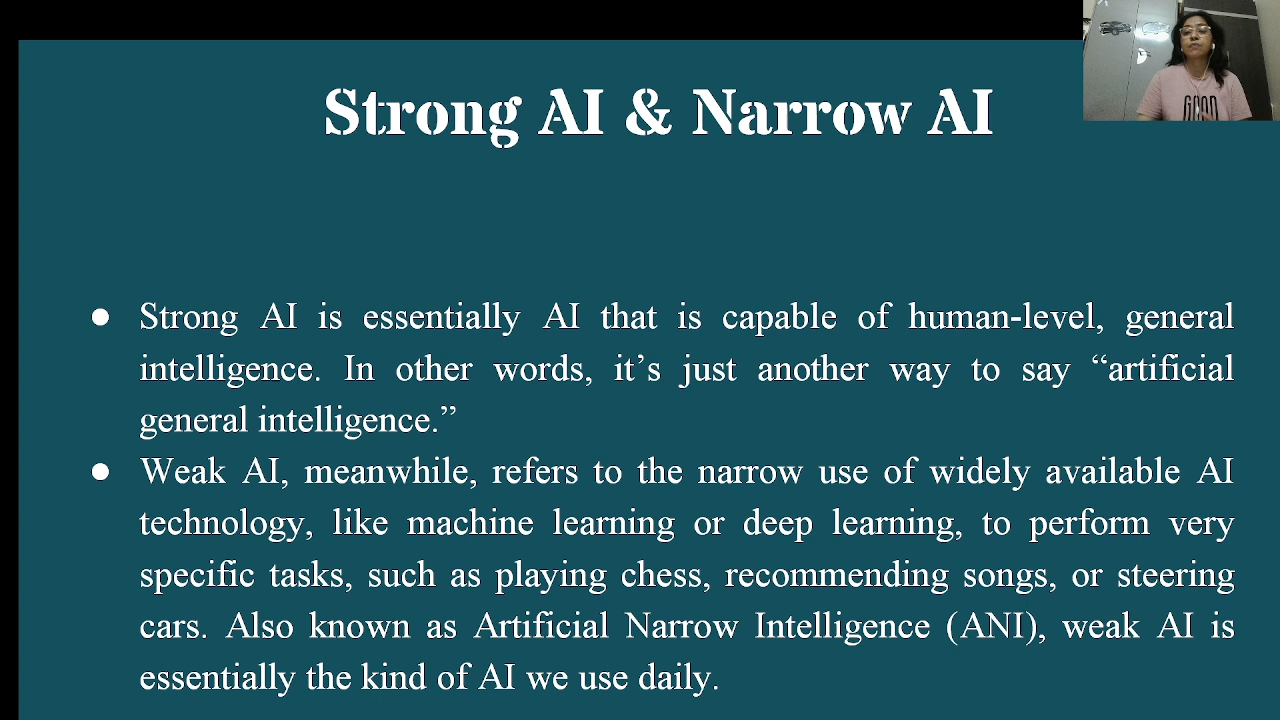 Strong AI & Narrow AI
● Strong AI is essentially AI that is capable of human-level, general
intelligence. In other words, it’s just another way to say “artificial
general intelligence.”
● Weak AI, meanwhile, refers to the narrow use of widely available AI
technology, like machine learning or deep learning, to perform very
specific tasks, such as playing chess, recommending songs, or steering
cars. Also known as Artificial Narrow Intelligence (ANI), weak AI is
essentially the kind of AI we use daily.